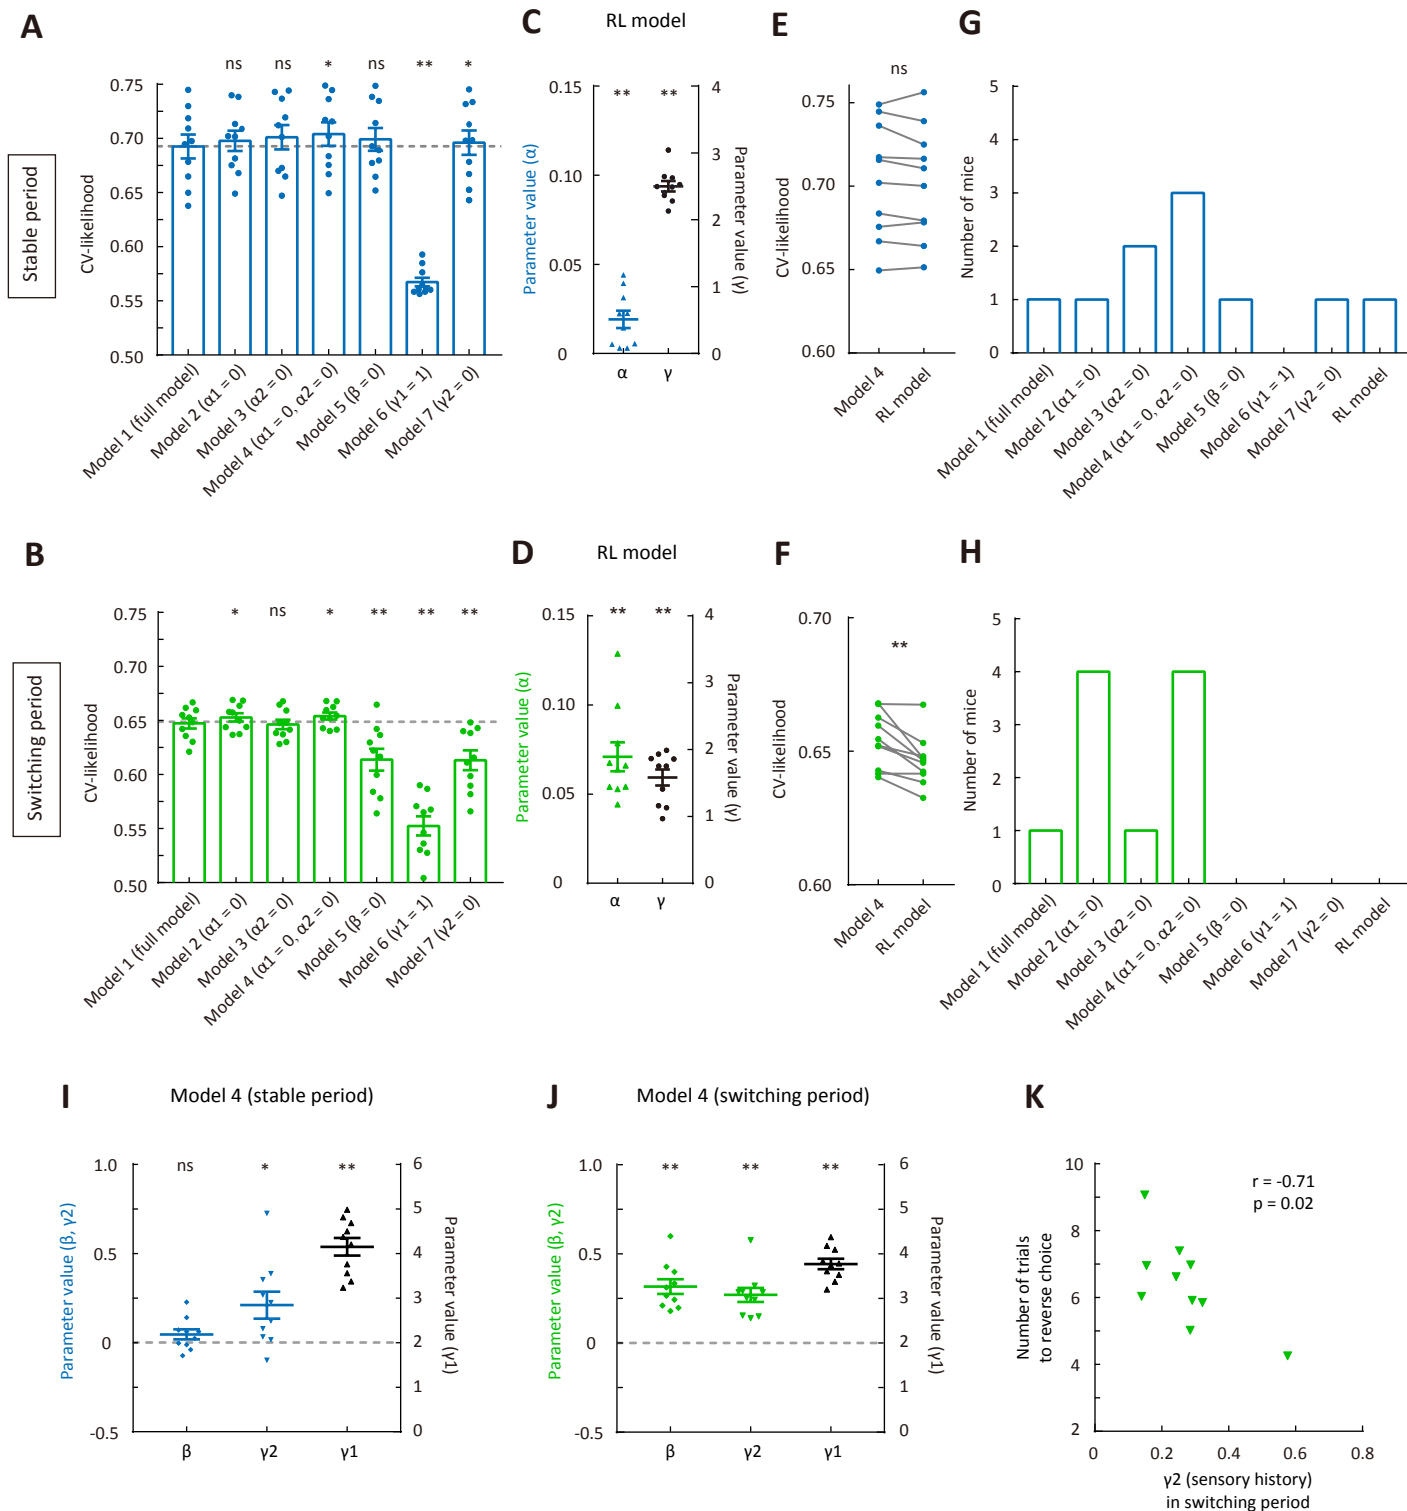 A
Stable period
CV-likelihood
ns
ns
*
ns
**
*
0.75
0.70
0.65
0.60
0.55
0.50
Model 1 (full model)
Model 2 (α1 = 0)
Model 3 (α2 = 0)
Model 4 (α1 = 0, α2 = 0)
Model 5 (β = 0)
Model 6 (γ1 = 1)
Model 7 (γ2 = 0)
C
RL model
**
**
Parameter value (α)
0.15
0.10
0.05
0
4
3
2
1
0
Parameter value (γ)
α
γ
E
ns
CV-likelihood
0.75
0.70
0.65
0.60
Model 4
RL model
G
Number of mice
5
4
3
2
1
0
Model 1 (full model)
Model 2 (α1 = 0)
Model 3 (α2 = 0)
Model 4 (α1 = 0, α2 = 0)
Model 5 (β = 0)
Model 6 (γ1 = 1)
Model 7 (γ2 = 0)
RL model
B
Switching period
CV-likelihood
*
ns
*
**
**
**
0.75
0.70
0.65
0.60
0.55
0.50
Model 1 (full model)
Model 2 (α1 = 0)
Model 3 (α2 = 0)
Model 4 (α1 = 0, α2 = 0)
Model 5 (β = 0)
Model 6 (γ1 = 1)
Model 7 (γ2 = 0)
D
RL model
**
**
Parameter value (α)
0.15
0.10
0.05
0
4
3
2
1
0
Parameter value (γ)
α
γ
F
**
CV-likelihood
0.70
0.65
0.60
Model 4
RL model
H
Number of mice
5
4
3
2
1
0
Model 1 (full model)
Model 2 (α1 = 0)
Model 3 (α2 = 0)
Model 4 (α1 = 0, α2 = 0)
Model 5 (β = 0)
Model 6 (γ1 = 1)
Model 7 (γ2 = 0)
RL model
I
Model 4 (stable period)
ns
*
**
Parameter value (β, γ2)
1.0
0.5
0
-0.5
6
5
4
3
2
1
0
Parameter value (γ1)
β
γ2
γ1
J
Model 4 (switching period)
**
**
**
Parameter value (β, γ2)
1.0
0.5
0
-0.5
6
5
4
3
2
1
0
Parameter value (γ1)
β
γ2
γ1
K
r = -0.71
p = 0.02
Number of trials
to reverse choice
10
8
6
4
2
0
0.2
0.4
0.6
0.8
γ2 (sensory history)
in switching period